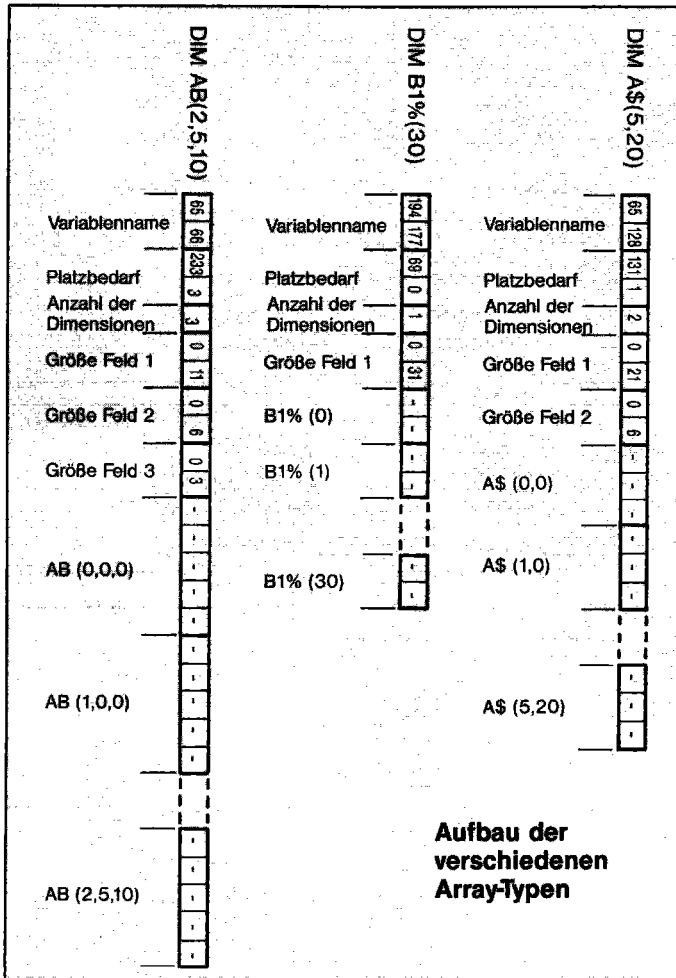 DIM AB(2,5,10)
Variablenname
65 66
Platzbedarf
233 3
Anzahl der
Dimensionen
3
Größe Feld 1
0 11
Größe Feld 2
0 6
Größe Feld 3
0 3
AB (0,0,0)
- - - - -
AB (1,0,0)
- - - - -
AB (2,5,10)
- - - - -
DIM B1%(30)
Variablenname
194 177
Platzbedarf
69 0
Anzahl der
Dimensionen
1
Größe Feld 1
0 31
B1% (0)
- -
B1% (1)
- -
B1% (30)
- -
DIM A$(5,20)
Variablenname
65 128
Platzbedarf
131 1
Anzahl der
Dimensionen
2
Größe Feld 1
0 21
Größe Feld 2
0 6
A$ (0,0)
- - -
A$ (1,0)
- - -
A$ (5,20)
- - -
Aufbau der
verschiedenen
Array-Typen